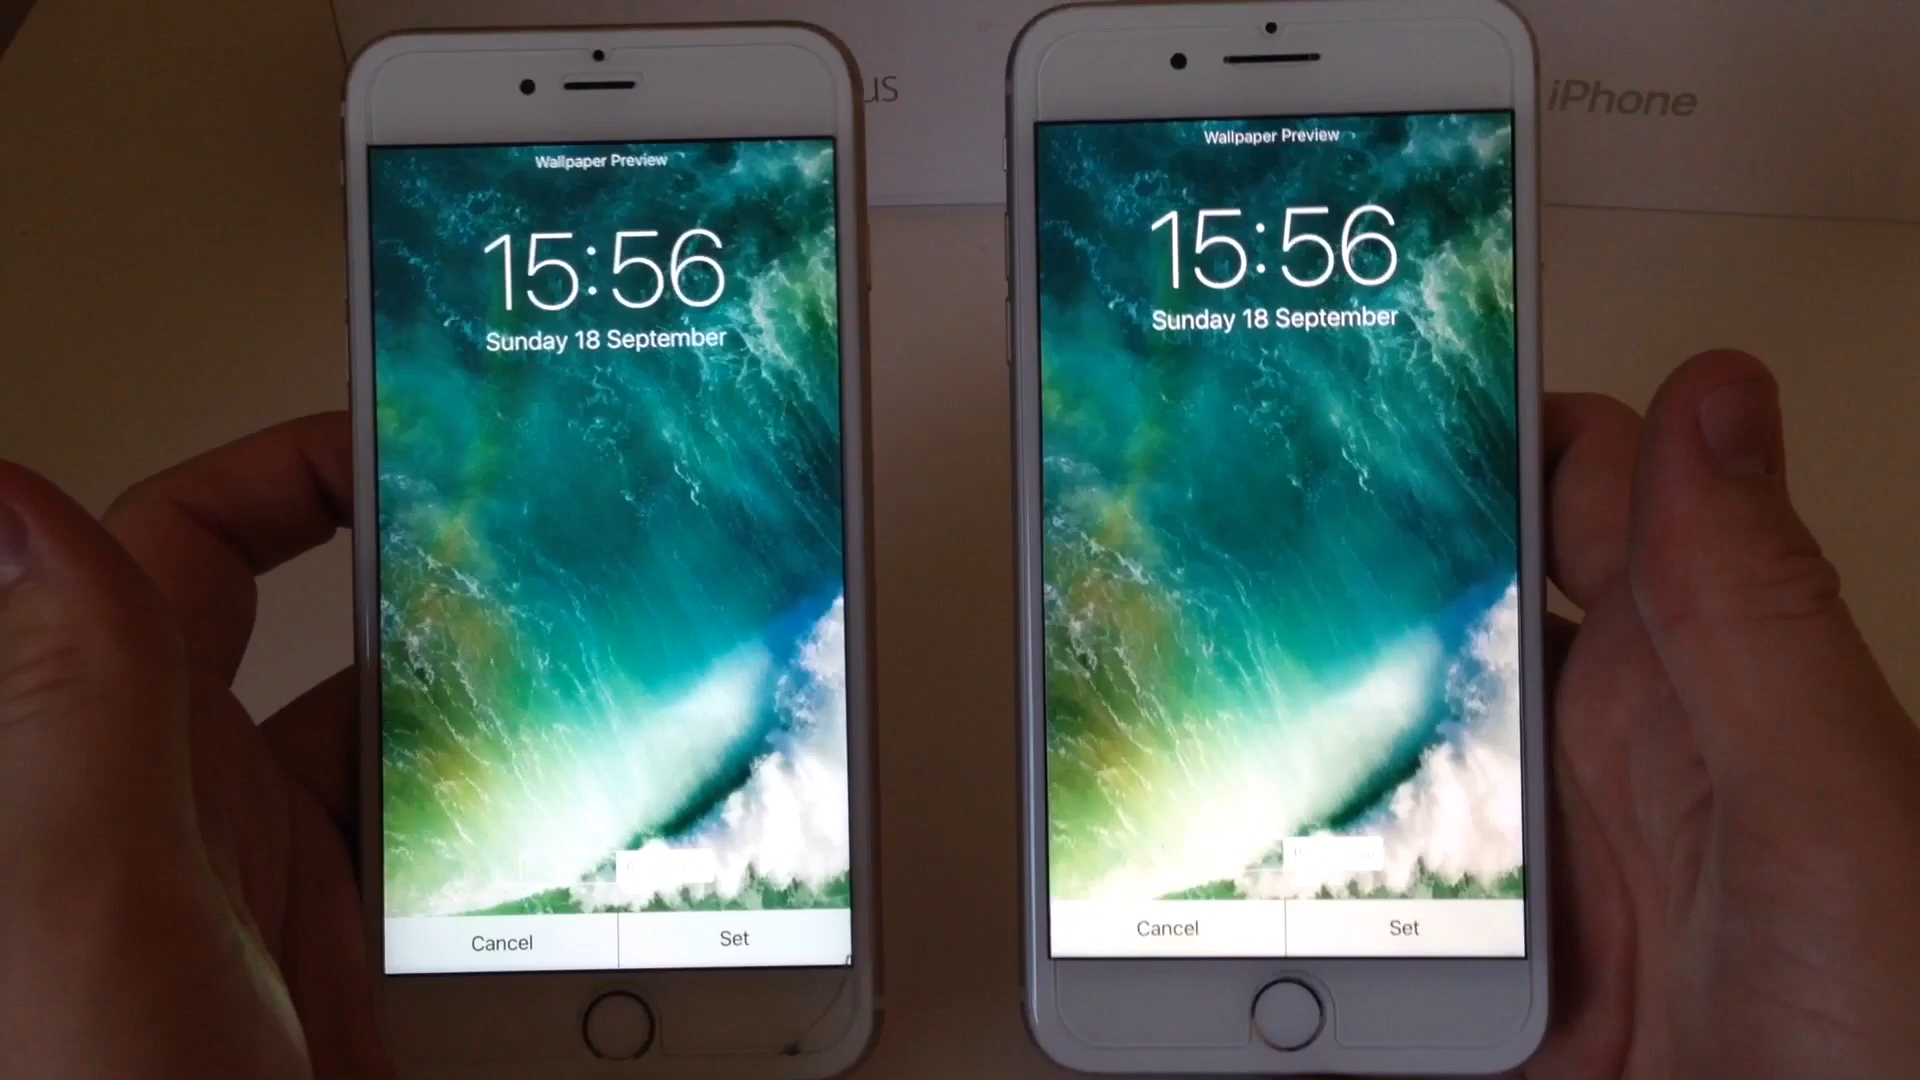 us
iPhone
Wallpaper Preview
15:56
Sunday 18 September
Cancel
Set
Wallpaper Preview
15:56
Sunday 18 September
Cancel
Set